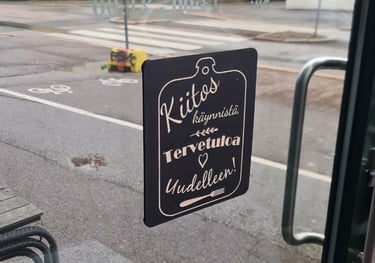 Kiitos
käynnistä
Tervetuloa
Uudelleen!